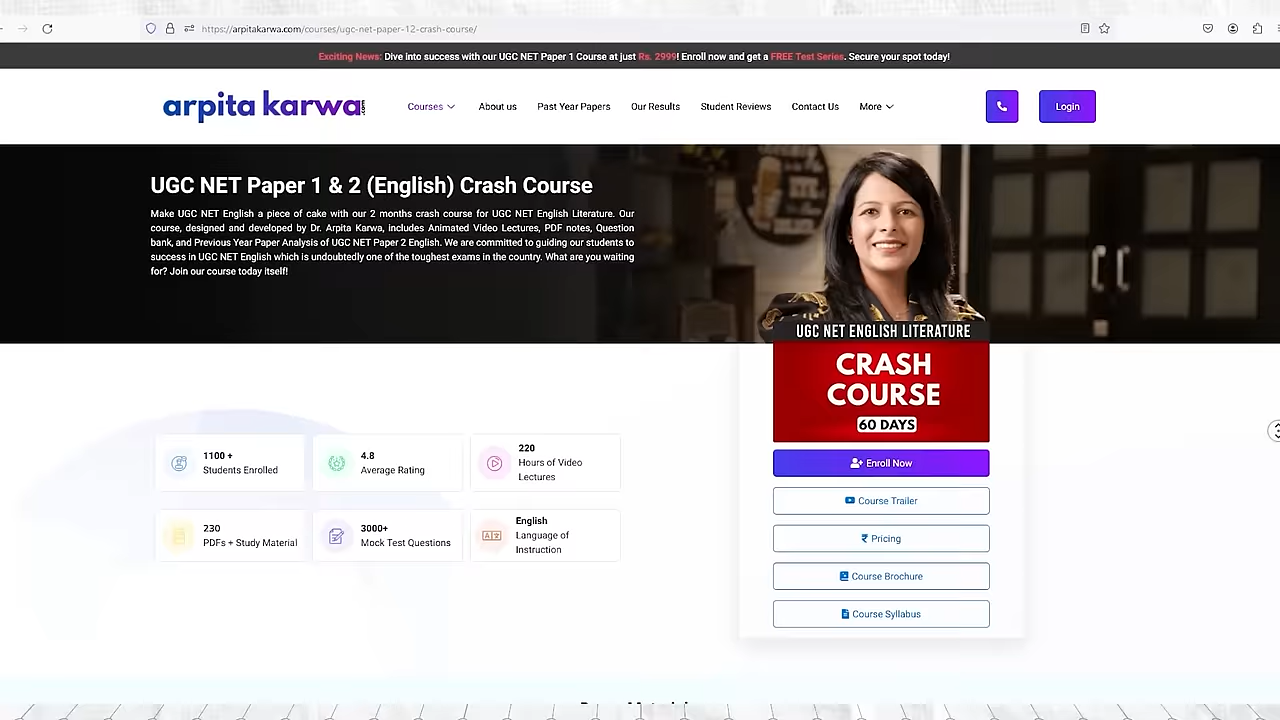 https://arpitakarwa.com/courses/ugc-net-paper-12-crash-course/
Exciting News: Dive into success with our UGC NET Paper 1 Course at just Rs. 2999! Enroll now and get a FREE Test Series. Secure your spot today!
arpita karwa.com
Courses
About us
Past Year Papers
Our Results
Student Reviews
Contact Us
More
Login
UGC NET Paper 1 & 2 (English) Crash Course
Make UGC NET English a piece of cake with our 2 months crash course for UGC NET English Literature. Our
course, designed and developed by Dr. Arpita Karwa, includes Animated Video Lectures, PDF notes, Question
bank, and Previous Year Paper Analysis of UGC NET Paper 2 English. We are committed to guiding our students to
success in UGC NET English which is undoubtedly one of the toughest exams in the country. What are you waiting
for? Join our course today itself!
UGC NET ENGLISH LITERATURE
CRASH
COURSE
60 DAYS
Enroll Now
Course Trailer
₹ Pricing
Course Brochure
Course Syllabus
1100 +
Students Enrolled
4.8
Average Rating
220
Hours of Video
Lectures
230
PDFs + Study Material
3000+
Mock Test Questions
English
Language of
Instruction